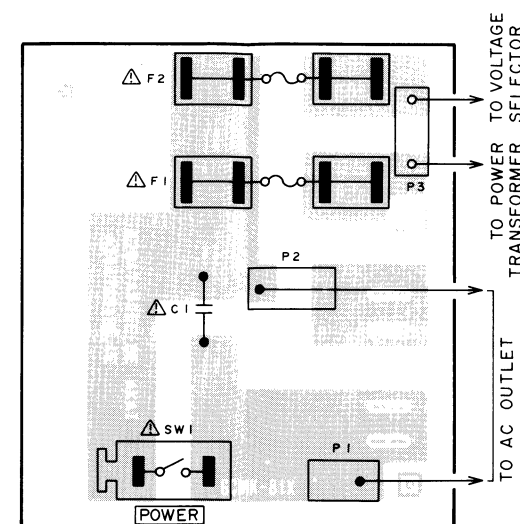 TO VOLTAGE
SELECTOR
⚠ F2
P3
⚠ F1
TO POWER
TRANSFORMER
P2
⚠ C1
TO AC OUTLET
⚠ SW1
P1
POWER